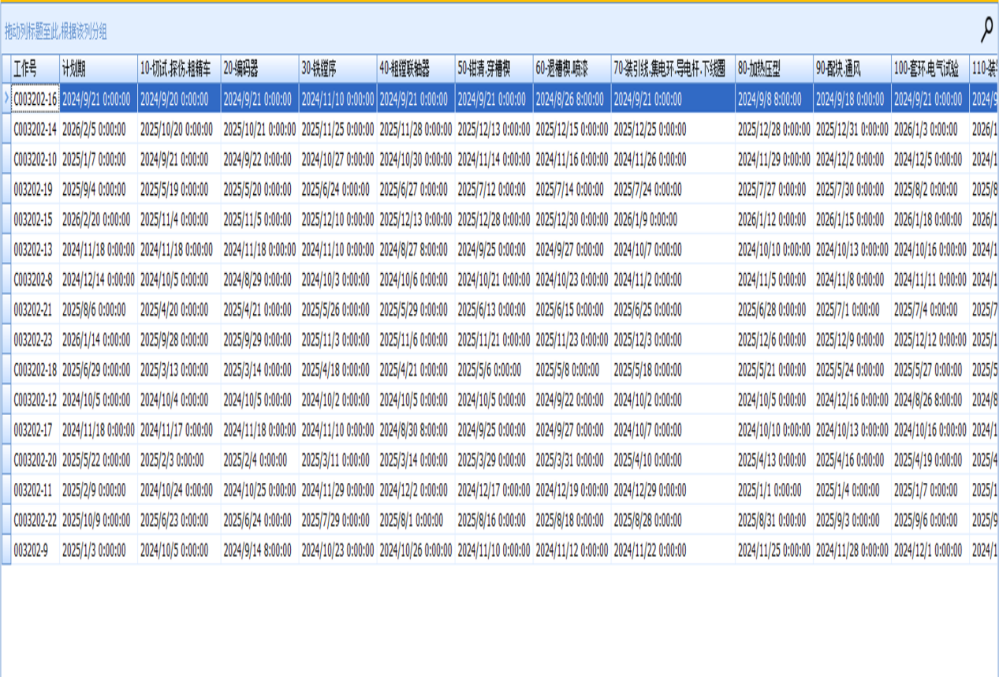 拖动列标题至此,根据该列分组
工作号 计划期 10-切试.探伤.粗精车 20-编码器 30-铣镗序 40-粗镗联轴器 50-钳清.穿槽楔 60-退槽楔.喷漆 70-装引线.集电环.导电杆.下线圈 80-加热压型 90-配块.通风 100-套环.电气试验 110-装
C003202-16 2024/9/21 0:00:00 2024/9/20 0:00:00 2024/9/21 0:00:00 2024/11/10 0:00:00 2024/9/21 0:00:00 2024/9/21 0:00:00 2024/8/26 8:00:00 2024/9/21 0:00:00 2024/9/8 8:00:00 2024/9/18 0:00:00 2024/9/21 0:00:00 2024/9
C003202-14 2026/2/5 0:00:00 2025/10/20 0:00:00 2025/10/21 0:00:00 2025/11/25 0:00:00 2025/11/28 0:00:00 2025/12/13 0:00:00 2025/12/15 0:00:00 2025/12/25 0:00:00 2025/12/28 0:00:00 2025/12/31 0:00:00 2026/1/3 0:00:00 2026/1
C003202-10 2025/1/7 0:00:00 2024/9/21 0:00:00 2024/9/22 0:00:00 2024/10/27 0:00:00 2024/10/30 0:00:00 2024/11/14 0:00:00 2024/11/16 0:00:00 2024/11/26 0:00:00 2024/11/29 0:00:00 2024/12/2 0:00:00 2024/12/5 0:00:00 2024/1
003202-19 2025/9/4 0:00:00 2025/5/19 0:00:00 2025/5/20 0:00:00 2025/6/24 0:00:00 2025/6/27 0:00:00 2025/7/12 0:00:00 2025/7/14 0:00:00 2025/7/24 0:00:00 2025/7/27 0:00:00 2025/7/30 0:00:00 2025/8/2 0:00:00 2025/8
003202-15 2026/2/20 0:00:00 2025/11/4 0:00:00 2025/11/5 0:00:00 2025/12/10 0:00:00 2025/12/13 0:00:00 2025/12/28 0:00:00 2025/12/30 0:00:00 2026/1/9 0:00:00 2026/1/12 0:00:00 2026/1/15 0:00:00 2026/1/18 0:00:00 2026/1
003202-13 2024/11/18 0:00:00 2024/11/18 0:00:00 2024/11/18 0:00:00 2024/11/10 0:00:00 2024/8/27 8:00:00 2024/9/25 0:00:00 2024/9/27 0:00:00 2024/10/7 0:00:00 2024/10/10 0:00:00 2024/10/13 0:00:00 2024/10/16 0:00:00 2024/1
C003202-8 2024/12/14 0:00:00 2024/10/5 0:00:00 2024/8/29 0:00:00 2024/10/3 0:00:00 2024/10/6 0:00:00 2024/10/21 0:00:00 2024/10/23 0:00:00 2024/11/2 0:00:00 2024/11/5 0:00:00 2024/11/8 0:00:00 2024/11/11 0:00:00 2024/1
003202-21 2025/8/6 0:00:00 2025/4/20 0:00:00 2025/4/21 0:00:00 2025/5/26 0:00:00 2025/5/29 0:00:00 2025/6/13 0:00:00 2025/6/15 0:00:00 2025/6/25 0:00:00 2025/6/28 0:00:00 2025/7/1 0:00:00 2025/7/4 0:00:00 2025/7
003202-23 2026/1/14 0:00:00 2025/9/28 0:00:00 2025/9/29 0:00:00 2025/11/3 0:00:00 2025/11/6 0:00:00 2025/11/21 0:00:00 2025/11/23 0:00:00 2025/12/3 0:00:00 2025/12/6 0:00:00 2025/12/9 0:00:00 2025/12/12 0:00:00 2025/1
C003202-18 2025/6/29 0:00:00 2025/3/13 0:00:00 2025/3/14 0:00:00 2025/4/18 0:00:00 2025/4/21 0:00:00 2025/5/6 0:00:00 2025/5/8 0:00:00 2025/5/18 0:00:00 2025/5/21 0:00:00 2025/5/24 0:00:00 2025/5/27 0:00:00 2025/5
C003202-12 2024/10/5 0:00:00 2024/10/4 0:00:00 2024/10/5 0:00:00 2024/10/2 0:00:00 2024/10/5 0:00:00 2024/10/5 0:00:00 2024/9/22 0:00:00 2024/10/2 0:00:00 2024/10/5 0:00:00 2024/12/16 0:00:00 2024/8/26 8:00:00 2024/8
003202-17 2024/11/18 0:00:00 2024/11/17 0:00:00 2024/11/18 0:00:00 2024/11/10 0:00:00 2024/8/30 8:00:00 2024/9/25 0:00:00 2024/9/27 0:00:00 2024/10/7 0:00:00 2024/10/10 0:00:00 2024/10/13 0:00:00 2024/10/16 0:00:00 2024/1
C003202-20 2025/5/22 0:00:00 2025/2/3 0:00:00 2025/2/4 0:00:00 2025/3/11 0:00:00 2025/3/14 0:00:00 2025/3/29 0:00:00 2025/3/31 0:00:00 2025/4/10 0:00:00 2025/4/13 0:00:00 2025/4/16 0:00:00 2025/4/19 0:00:00 2025/4
003202-11 2025/2/9 0:00:00 2024/10/24 0:00:00 2024/10/25 0:00:00 2024/11/29 0:00:00 2024/12/2 0:00:00 2024/12/17 0:00:00 2024/12/19 0:00:00 2024/12/29 0:00:00 2025/1/1 0:00:00 2025/1/4 0:00:00 2025/1/7 0:00:00 2025/1
C003202-22 2025/10/9 0:00:00 2025/6/23 0:00:00 2025/6/24 0:00:00 2025/7/29 0:00:00 2025/8/1 0:00:00 2025/8/16 0:00:00 2025/8/18 0:00:00 2025/8/28 0:00:00 2025/8/31 0:00:00 2025/9/3 0:00:00 2025/9/6 0:00:00 2025/9
003202-9 2025/1/3 0:00:00 2024/10/5 0:00:00 2024/9/14 8:00:00 2024/10/23 0:00:00 2024/10/26 0:00:00 2024/11/10 0:00:00 2024/11/12 0:00:00 2024/11/22 0:00:00 2024/11/25 0:00:00 2024/11/28 0:00:00 2024/12/1 0:00:00 2024/1